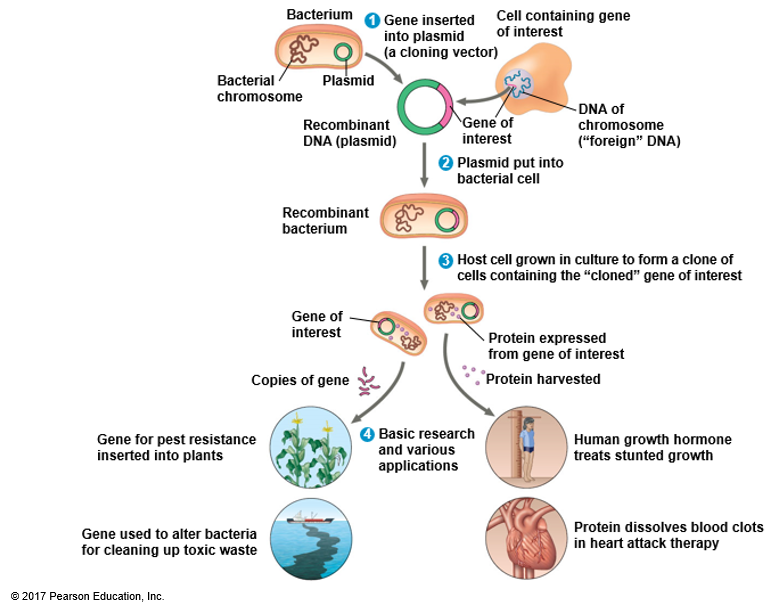 Bacterium
1 Gene inserted
into plasmid
(a cloning vector)
Cell containing gene
of interest
Bacterial
chromosome
Plasmid
Recombinant
DNA (plasmid)
Gene of
interest
DNA of
chromosome
(“foreign” DNA)
2 Plasmid put into
bacterial cell
Recombinant
bacterium
3 Host cell grown in culture to form a clone of
cells containing the “cloned” gene of interest
Gene of
interest
Protein expressed
from gene of interest
Copies of gene
Protein harvested
Gene for pest resistance
inserted into plants
4 Basic research
and various
applications
Human growth hormone
treats stunted growth
Gene used to alter bacteria
for cleaning up toxic waste
Protein dissolves blood clots
in heart attack therapy
© 2017 Pearson Education, Inc.